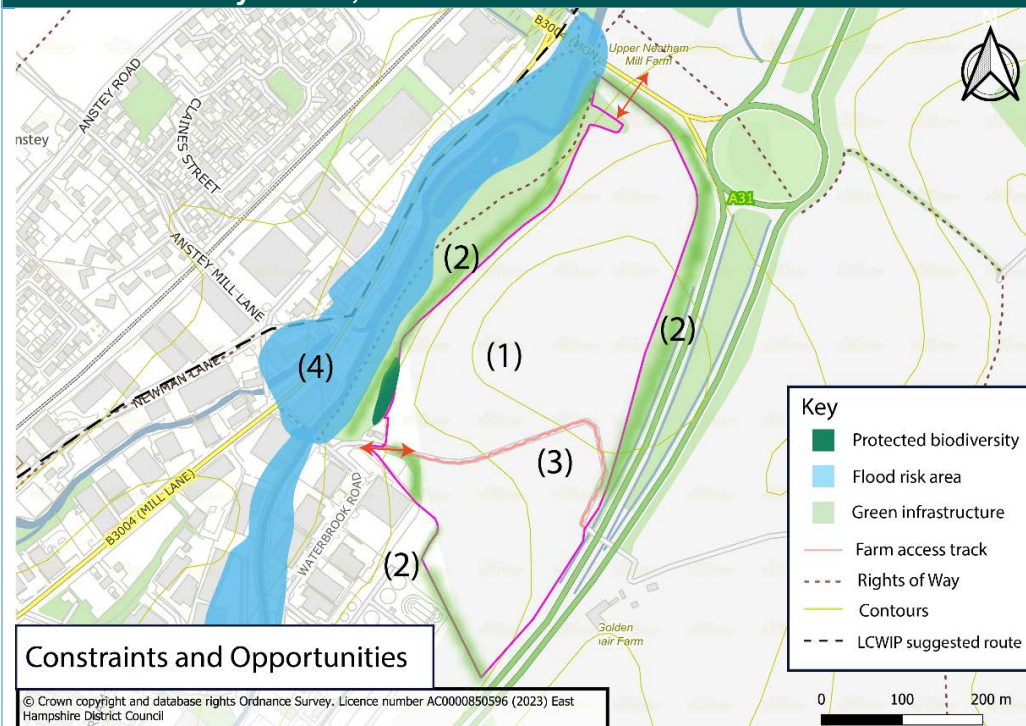 B3004 (MON
Upper Neatham
Mill Farm
ANSTEY ROAD
CLAINES STREET
nstey
A31
ANSTEY MILL LANE
(2)
(2)
(1)
(4)
NEWMAN LANE
(3)
B3004 (MILL LANE)
WATERBROOK ROAD
(2)
Golden
hair Farm
Key
Protected biodiversity
Flood risk area
Green infrastructure
Farm access track
Rights of Way
Contours
LCWIP suggested route
Constraints and Opportunities
0 100 200 m
© Crown copyright and database rights Ordnance Survey. Licence number AC0000850596 (2023) East
Hampshire District Council